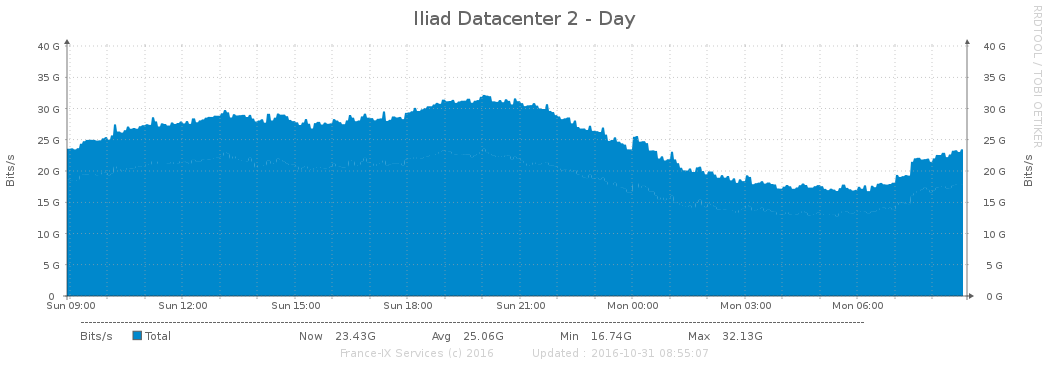 Iliad Datacenter 2 - Day
RRDTOOL / TOBI OETIKER
Bits/s
40 G 40 G
35 G 35 G
30 G 30 G
25 G 25 G
20 G 20 G
15 G 15 G
10 G 10 G
5 G 5 G
0 0 G
Bits/s
Sun 09:00 Sun 12:00 Sun 15:00 Sun 18:00 Sun 21:00 Mon 00:00 Mon 03:00 Mon 06:00
Bits/s Total Now 23.43G Avg 25.06G Min 16.74G Max 32.13G
France-IX Services (c) 2016 Updated : 2016-10-31 08:55:07